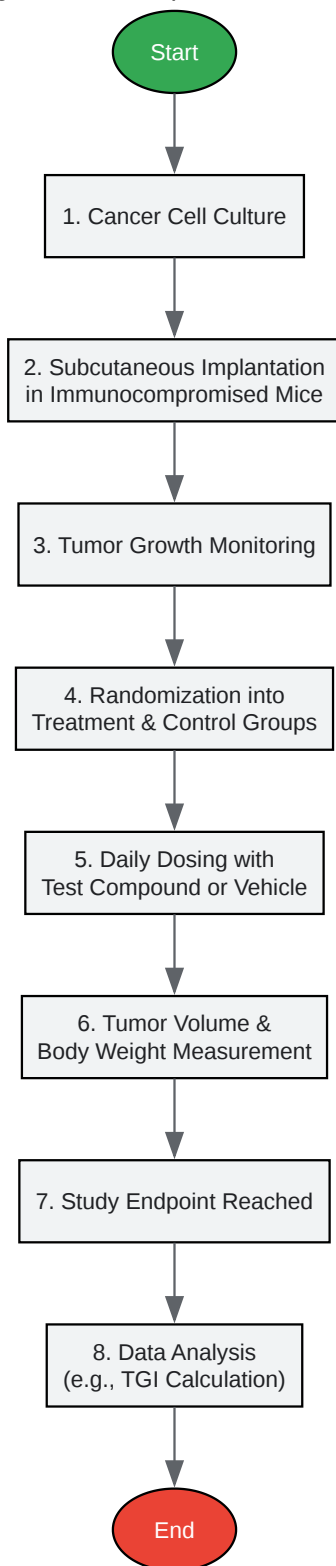 Start
1. Cancer Cell Culture
2. Subcutaneous Implantation
in Immunocompromised Mice
3. Tumor Growth Monitoring
4. Randomization into
Treatment & Control Groups
5. Daily Dosing with
Test Compound or Vehicle
6. Tumor Volume &
Body Weight Measurement
7. Study Endpoint Reached
8. Data Analysis
(e.g., TGI Calculation)
End